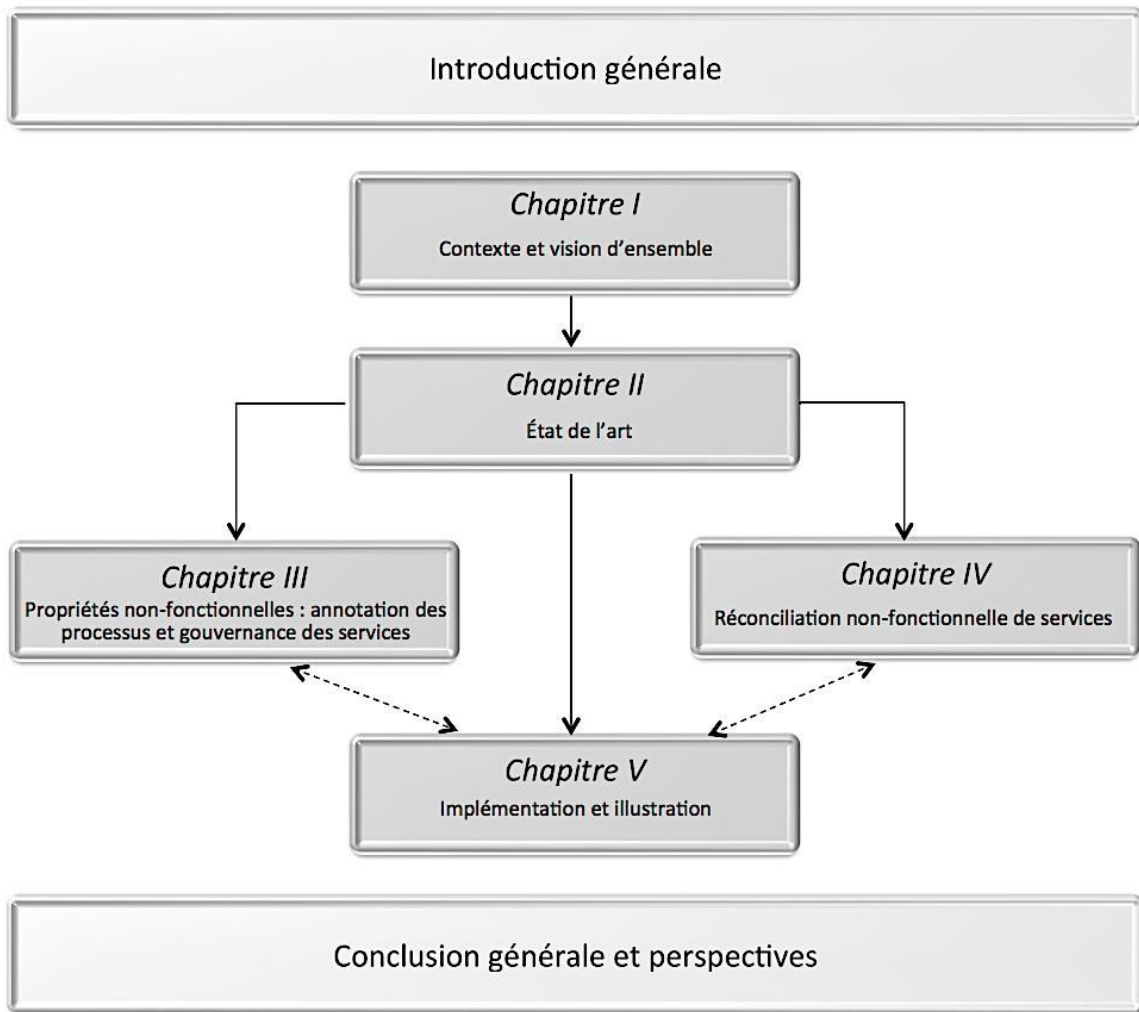 Introduction générale
Chapitre I
Contexte et vision d’ensemble
Chapitre II
État de l’art
Chapitre III
Propriétés non-fonctionnelles : annotation des
processus et gouvernance des services
Chapitre IV
Réconciliation non-fonctionnelle de services
Chapitre V
Implémentation et illustration
Conclusion générale et perspectives